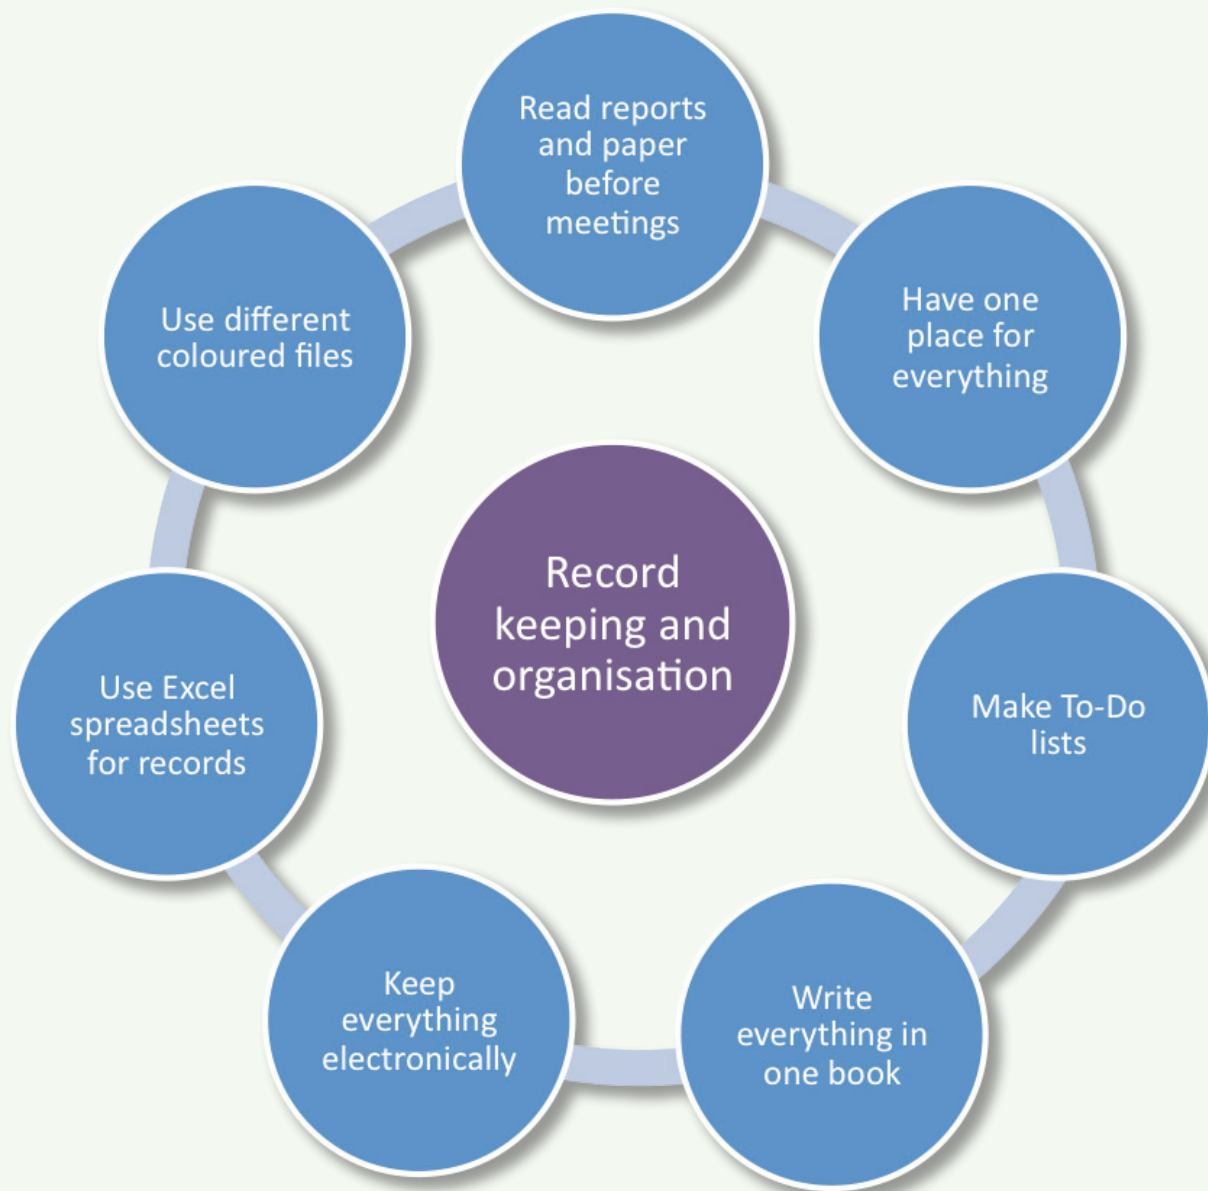 Read reports
and paper
before
meetings
Have one
place for
everything
Make To-Do
lists
Write
everything in
one book
Keep
everything
electronically
Use Excel
spreadsheets
for records
Use different
coloured files
Record
keeping and
organisation